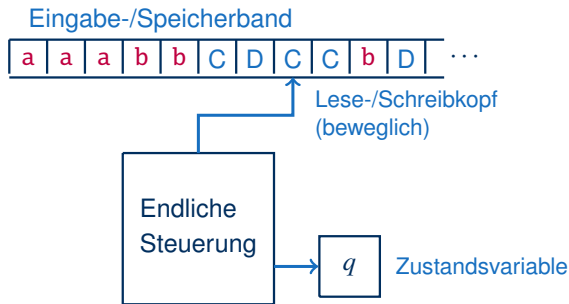 Eingabe-/Speicherband
a a a b b C D C C b D ...
Lese-/Schreibkopf
(beweglich)
Endliche
Steuerung
q
Zustandsvariable